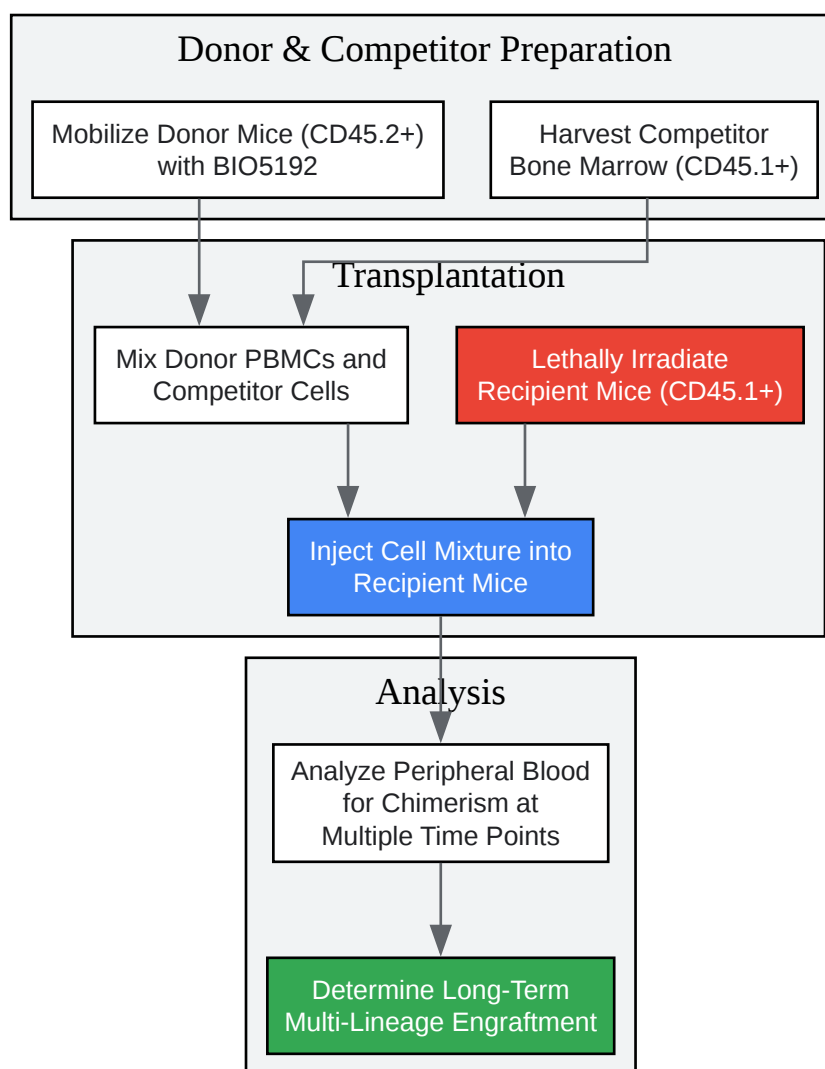 Donor & Competitor Preparation
Mobilize Donor Mice (CD45.2+)
with BIO5192
Harvest Competitor
Bone Marrow (CD45.1+)
Transplantation
Mix Donor PBMCs and
Competitor Cells
Lethally Irradiate
Recipient Mice (CD45.1+)
Inject Cell Mixture into
Recipient Mice
Analysis
Analyze Peripheral Blood
for Chimerism at
Multiple Time Points
Determine Long-Term
Multi-Lineage Engraftment